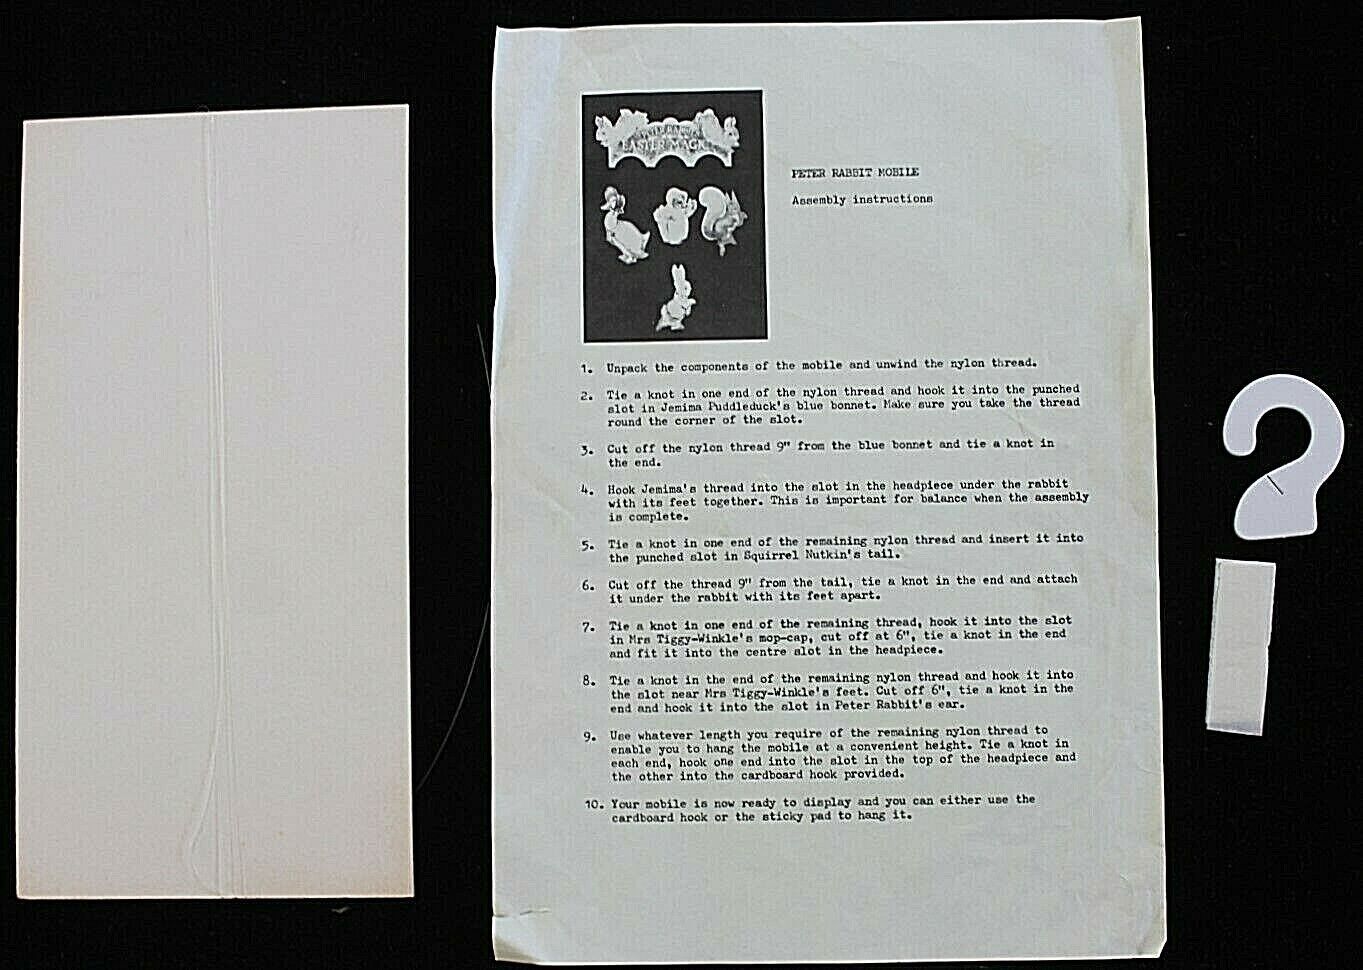 PETER RABBIT
EASTER MAGIC
PETER RABBIT MOBILE
Assembly instructions
1. Unpack the components of the mobile and unwind the nylon thread.
2. Tie a knot in one end of the nylon thread and hook it into the punched
slot in Jemima Puddleduck's blue bonnet. Make sure you take the thread
round the corner of the slot.
3. Cut off the nylon thread 9" from the blue bonnet and tie a knot in
the end.
4. Hook Jemima's thread into the slot in the headpiece under the rabbit
with its feet together. This is important for balance when the assembly
is complete.
5. Tie a knot in one end of the remaining nylon thread and insert it into
the punched slot in Squirrel Nutkin's tail.
6. Cut off the thread 9" from the tail, tie a knot in the end and attach
it under the rabbit with its feet apart.
7. Tie a knot in one end of the remaining thread, hook it into the slot
in Mrs Tiggy-Winkle's mop-cap, cut off at 6", tie a knot in the end
and fit it into the centre slot in the headpiece.
8. Tie a knot in the end of the remaining nylon thread and hook it into
the slot near Mrs Tiggy-Winkle's feet. Cut off 6", tie a knot in the
end and hook it into the slot in Peter Rabbit's ear.
9. Use whatever length you require of the remaining nylon thread to
enable you to hang the mobile at a convenient height. Tie a knot in
each end, hook one end into the slot in the top of the headpiece and
the other into the cardboard hook provided.
10. Your mobile is now ready to display and you can either use the
cardboard hook or the sticky pad to hang it.